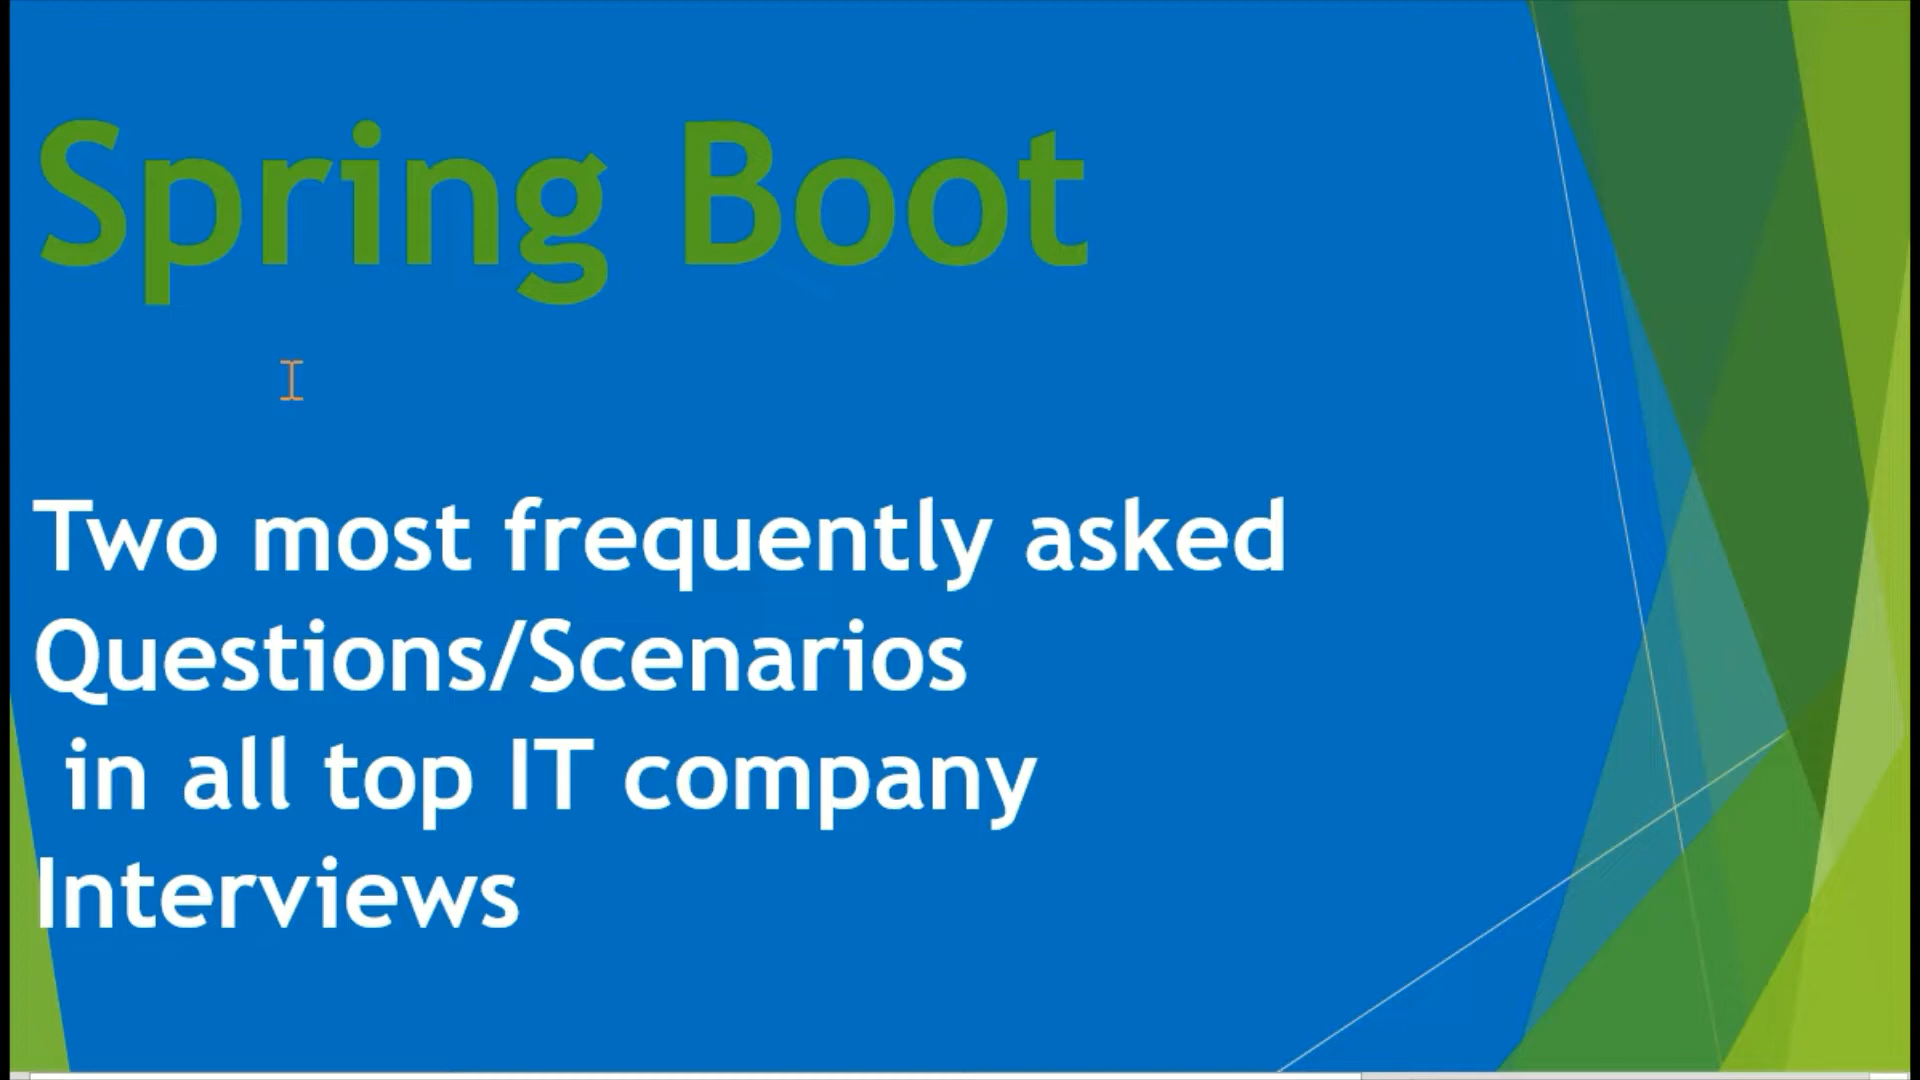 Spring Boot
Two most frequently asked
Questions/Scenarios
in all top IT company
Interviews